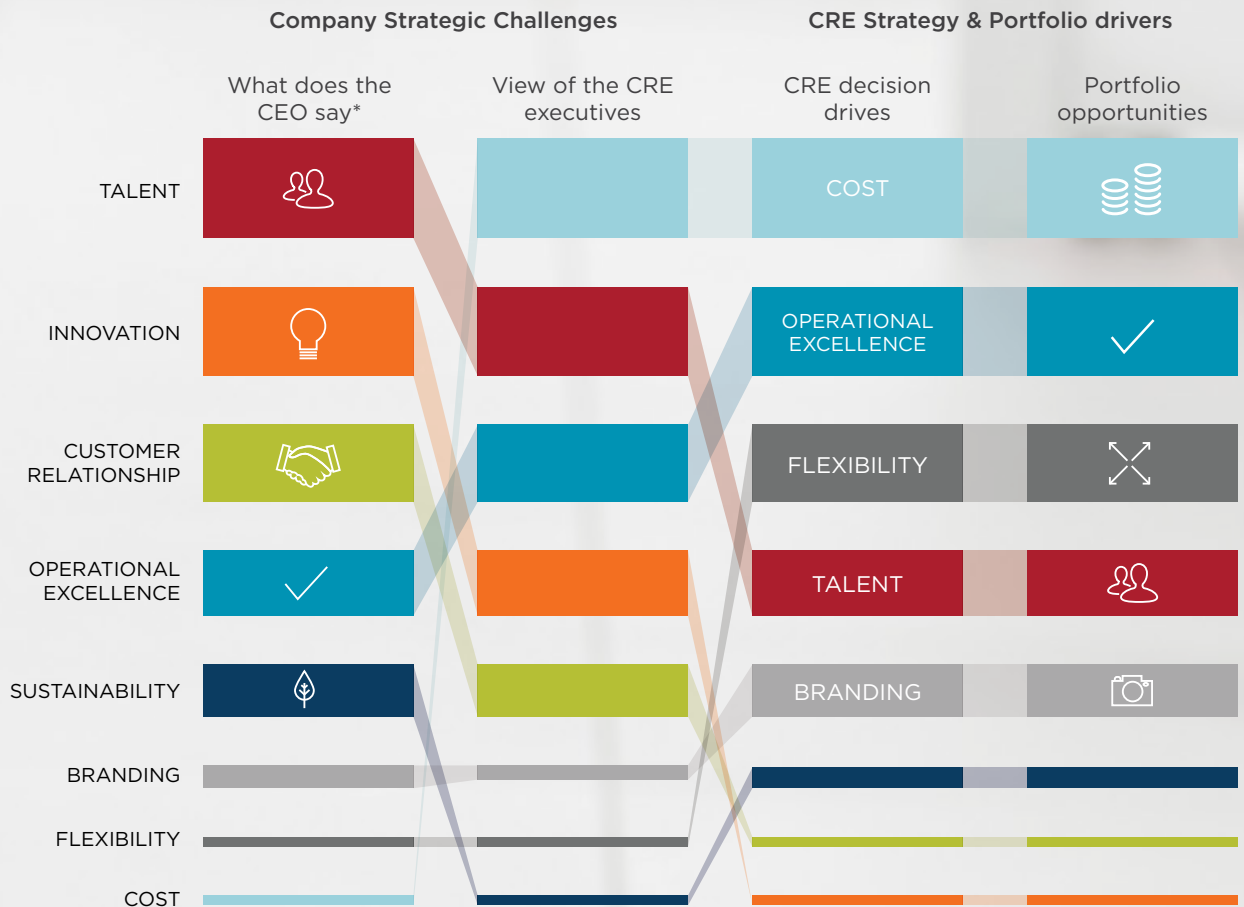 Company Strategic Challenges
CRE Strategy & Portfolio drivers
What does the
CEO say*
View of the CRE
executives
CRE decision
drives
Portfolio
opportunities
TALENT
COST
INNOVATION
OPERATIONAL
EXCELLENCE
CUSTOMER
RELATIONSHIP
FLEXIBILITY
OPERATIONAL
EXCELLENCE
TALENT
SUSTAINABILITY
BRANDING
BRANDING
FLEXIBILITY
COST